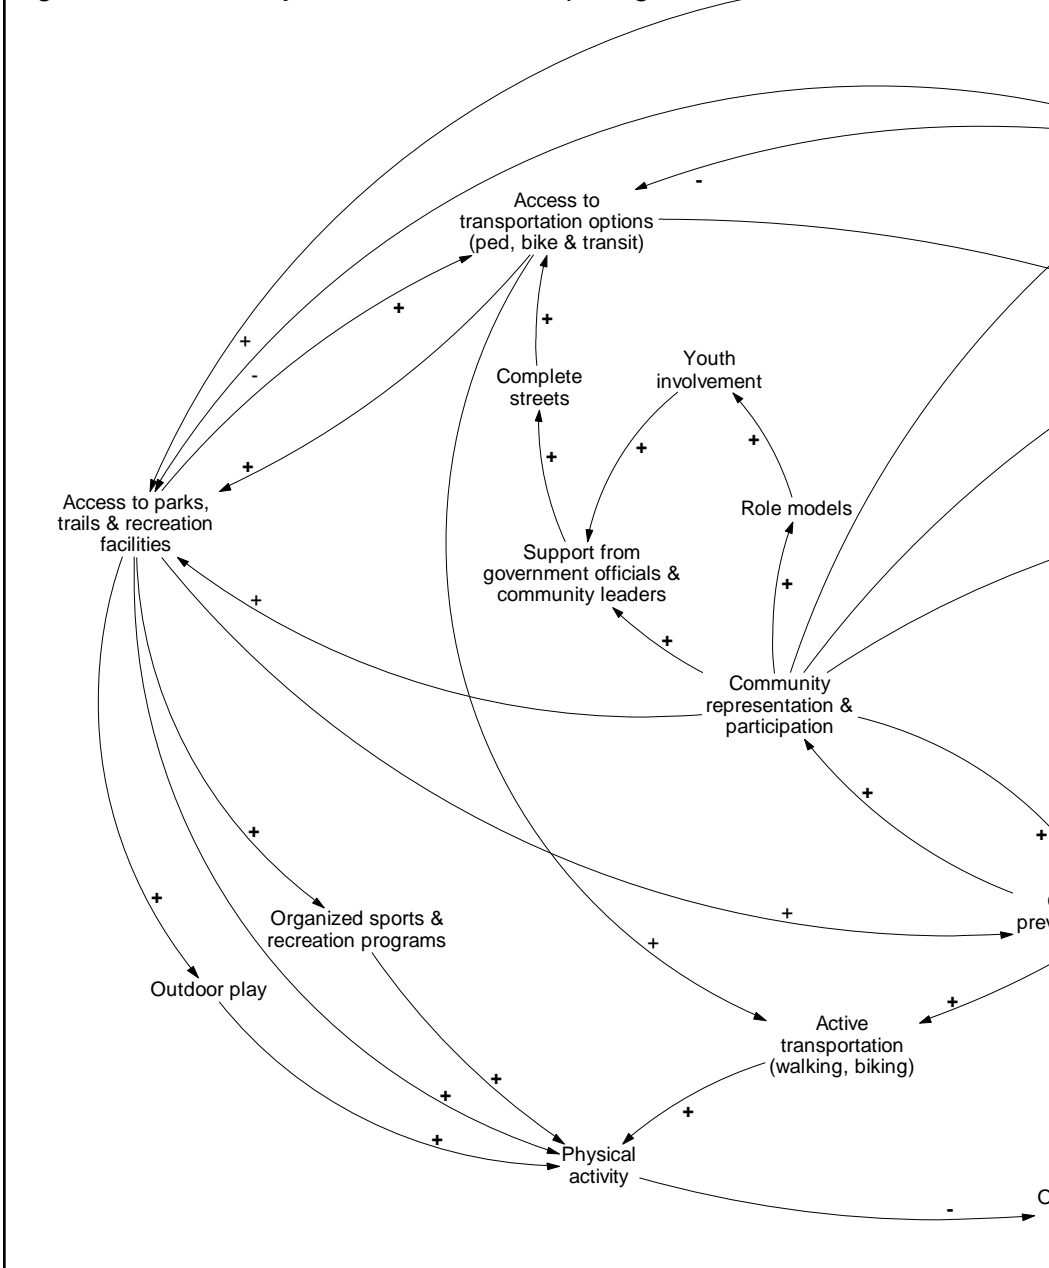 -
Access to
transportation options
(ped, bike & transit)
+
+
+
-
Complete
streets
Youth
involvement
+
+
+
+
Access to parks,
trails & recreation
facilities
Role models
Support from
government officials &
community leaders
+
+
+
Community
representation &
participation
+
+
+
+
+
Organized sports &
recreation programs
+
prev
Outdoor play
+
Active
transportation
(walking, biking)
+
+
+
+
Physical
activity
-